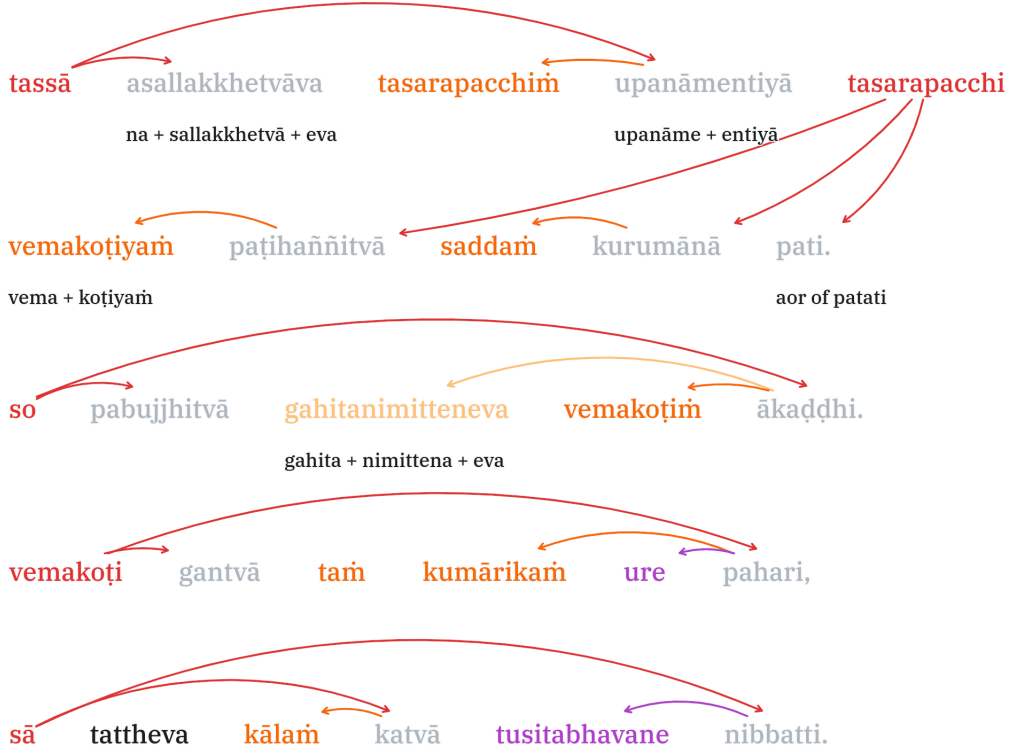 tassā asallakkhetvāva tasarapacchiṁ upanāmentiyā tasarapacchi
na + sallakkhetvā + eva upanāme + entiyā
vemakoṭiyaṁ paṭihaññitvā saddaṁ kurumānā pati.
vema + koṭiyaṁ aor of patati
so pabujjhitvā gahitanimitteneva vemakoṭiṁ ākaḍḍhi.
gahita + nimittena + eva
vemakoṭi gantvā taṁ kumārikaṁ ure pahari,
sā tattheva kālaṁ katvā tusitabhavane nibbatti.